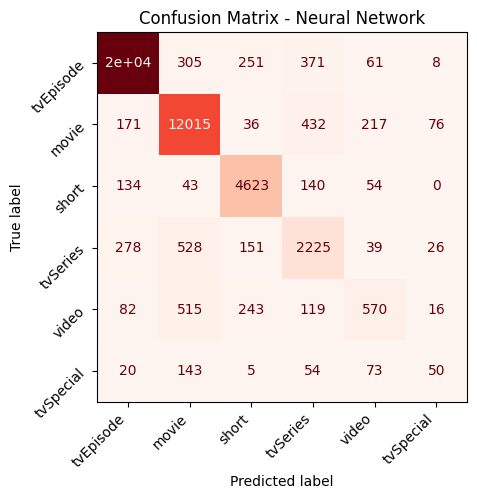 Confusion Matrix - Neural Network
True label
tvEpisode 2e+04 305 251 371 61 8
movie 171 12015 36 432 217 76
short 134 43 4623 140 54 0
tvSeries 278 528 151 2225 39 26
video 82 515 243 119 570 16
tvSpecial 20 143 5 54 73 50
tvEpisode movie short tvSeries video tvSpecial
Predicted label